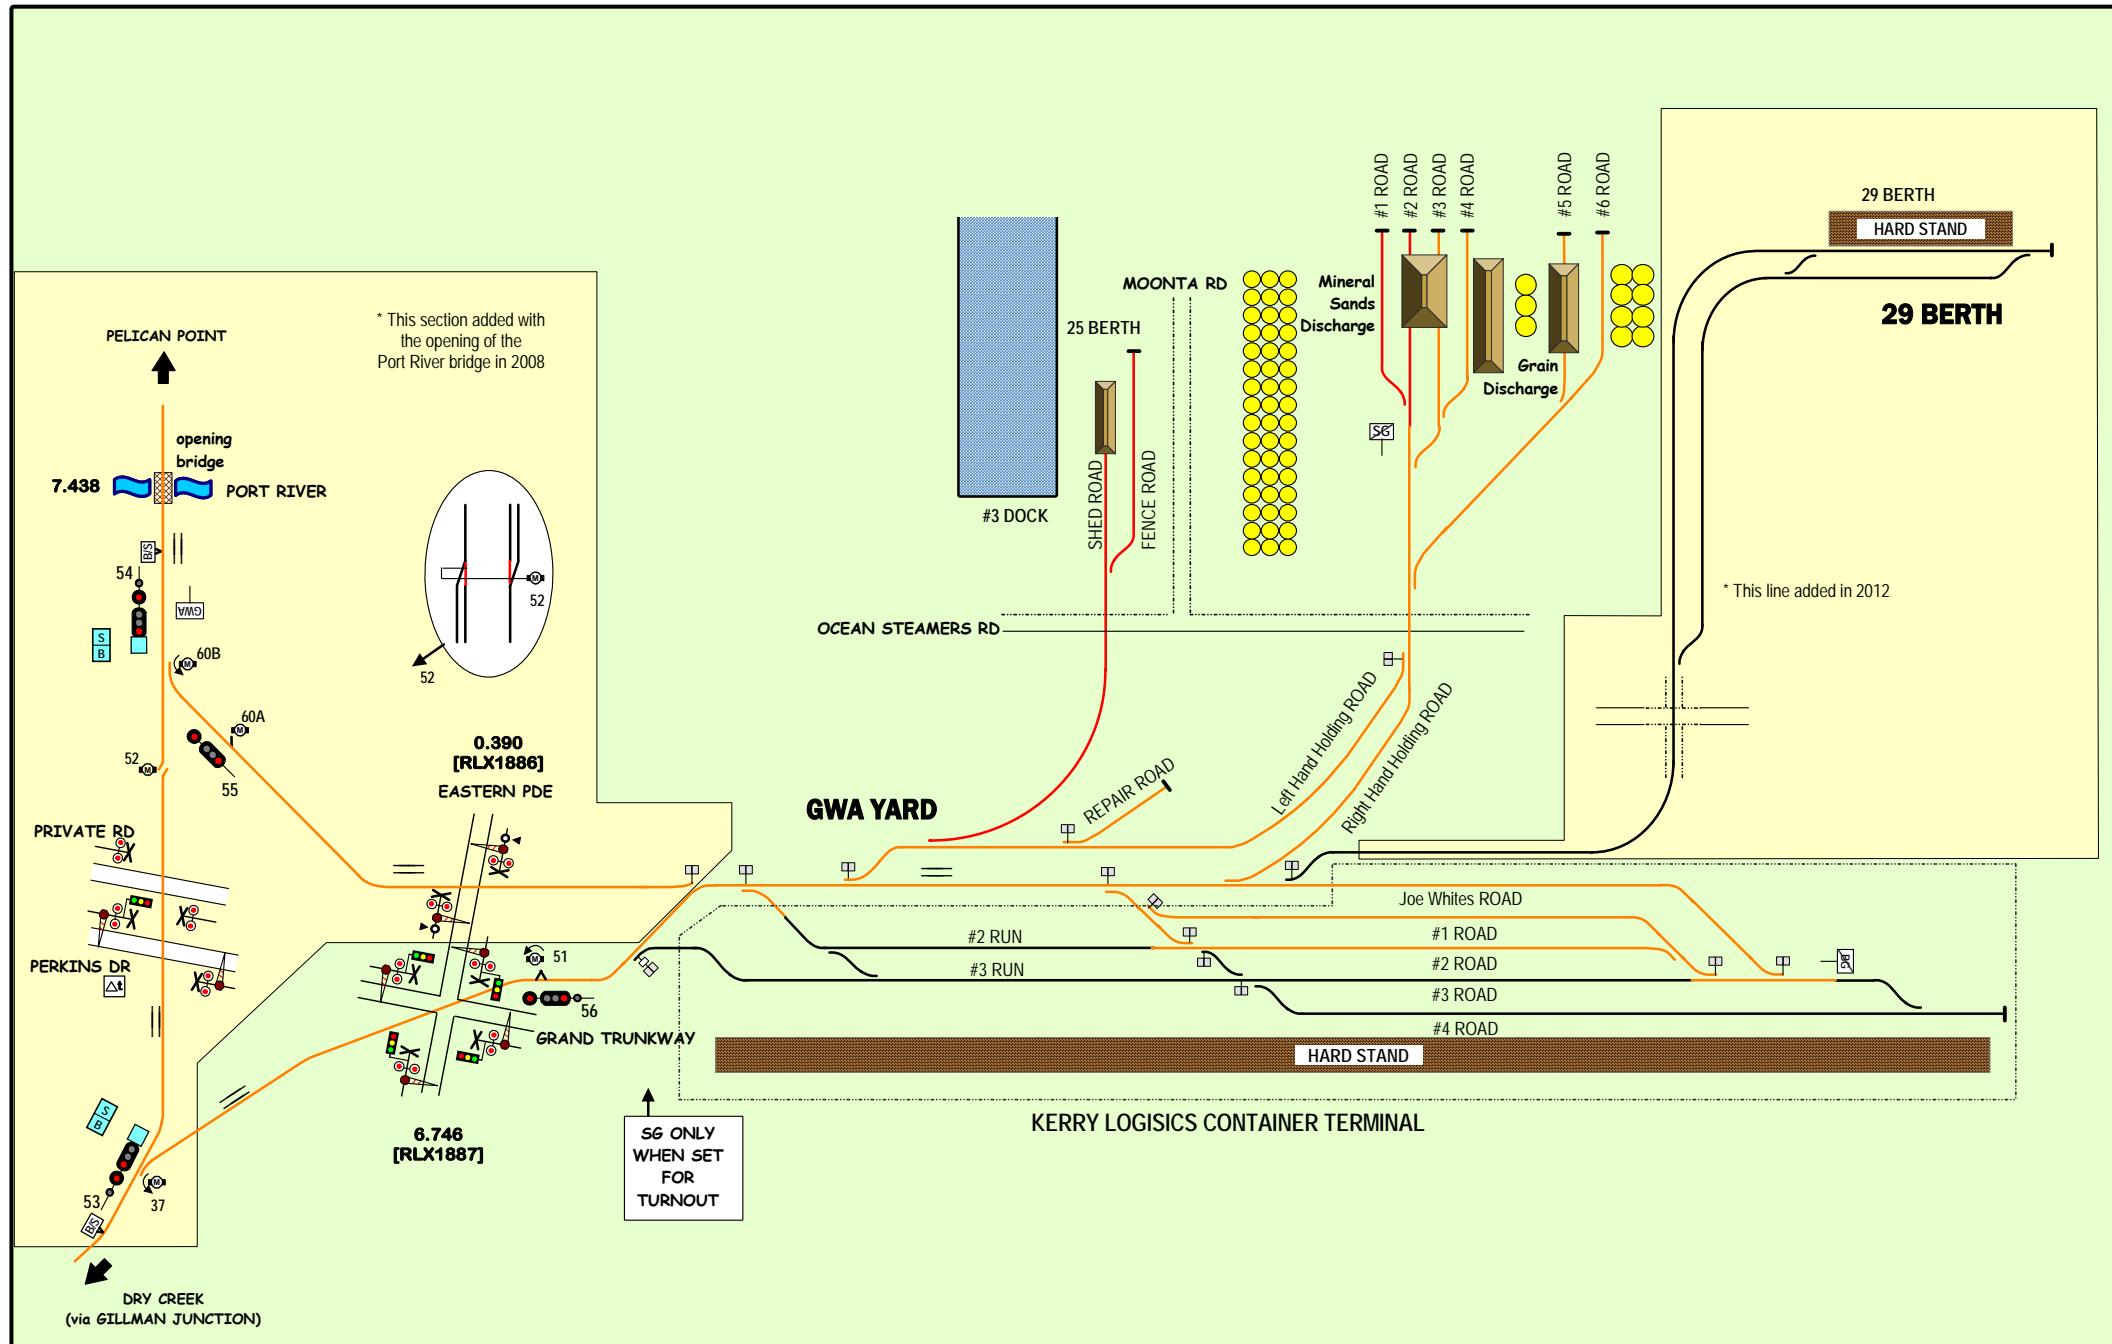 #1 ROAD
#2 ROAD
#3 ROAD
#4 ROAD
#5 ROAD
#6 ROAD
29 BERTH
HARD STAND
29 BERTH
* This line added in 2012
MOONTA RD
Mineral
Sands
Discharge
25 BERTH
Grain
Discharge
SG
#3 DOCK
SHED ROAD
FENCE ROAD
OCEAN STEAMERS RD
* This section added with
the opening of the
Port River bridge in 2008
PELICAN POINT
opening
bridge
7.438
PORT RIVER
B/S
54
GWA
S
B
M
60B
M
60A
52
M
55
M
52
52
0.390
[RLX1886]
EASTERN PDE
PRIVATE RD
PERKINS DR
Δt
GWA YARD
REPAIR ROAD
Left Hand Holding ROAD
Right Hand Holding ROAD
Joe Whites ROAD
#2 RUN
#1 ROAD
#3 RUN
#2 ROAD
BG
#3 ROAD
#4 ROAD
HARD STAND
M
51
56
GRAND TRUNKWAY
6.746
[RLX1887]
SG ONLY
WHEN SET
FOR
TURNOUT
KERRY LOGISICS CONTAINER TERMINAL
S
B
53
M
37
B/S
DRY CREEK
(via GILLMAN JUNCTION)